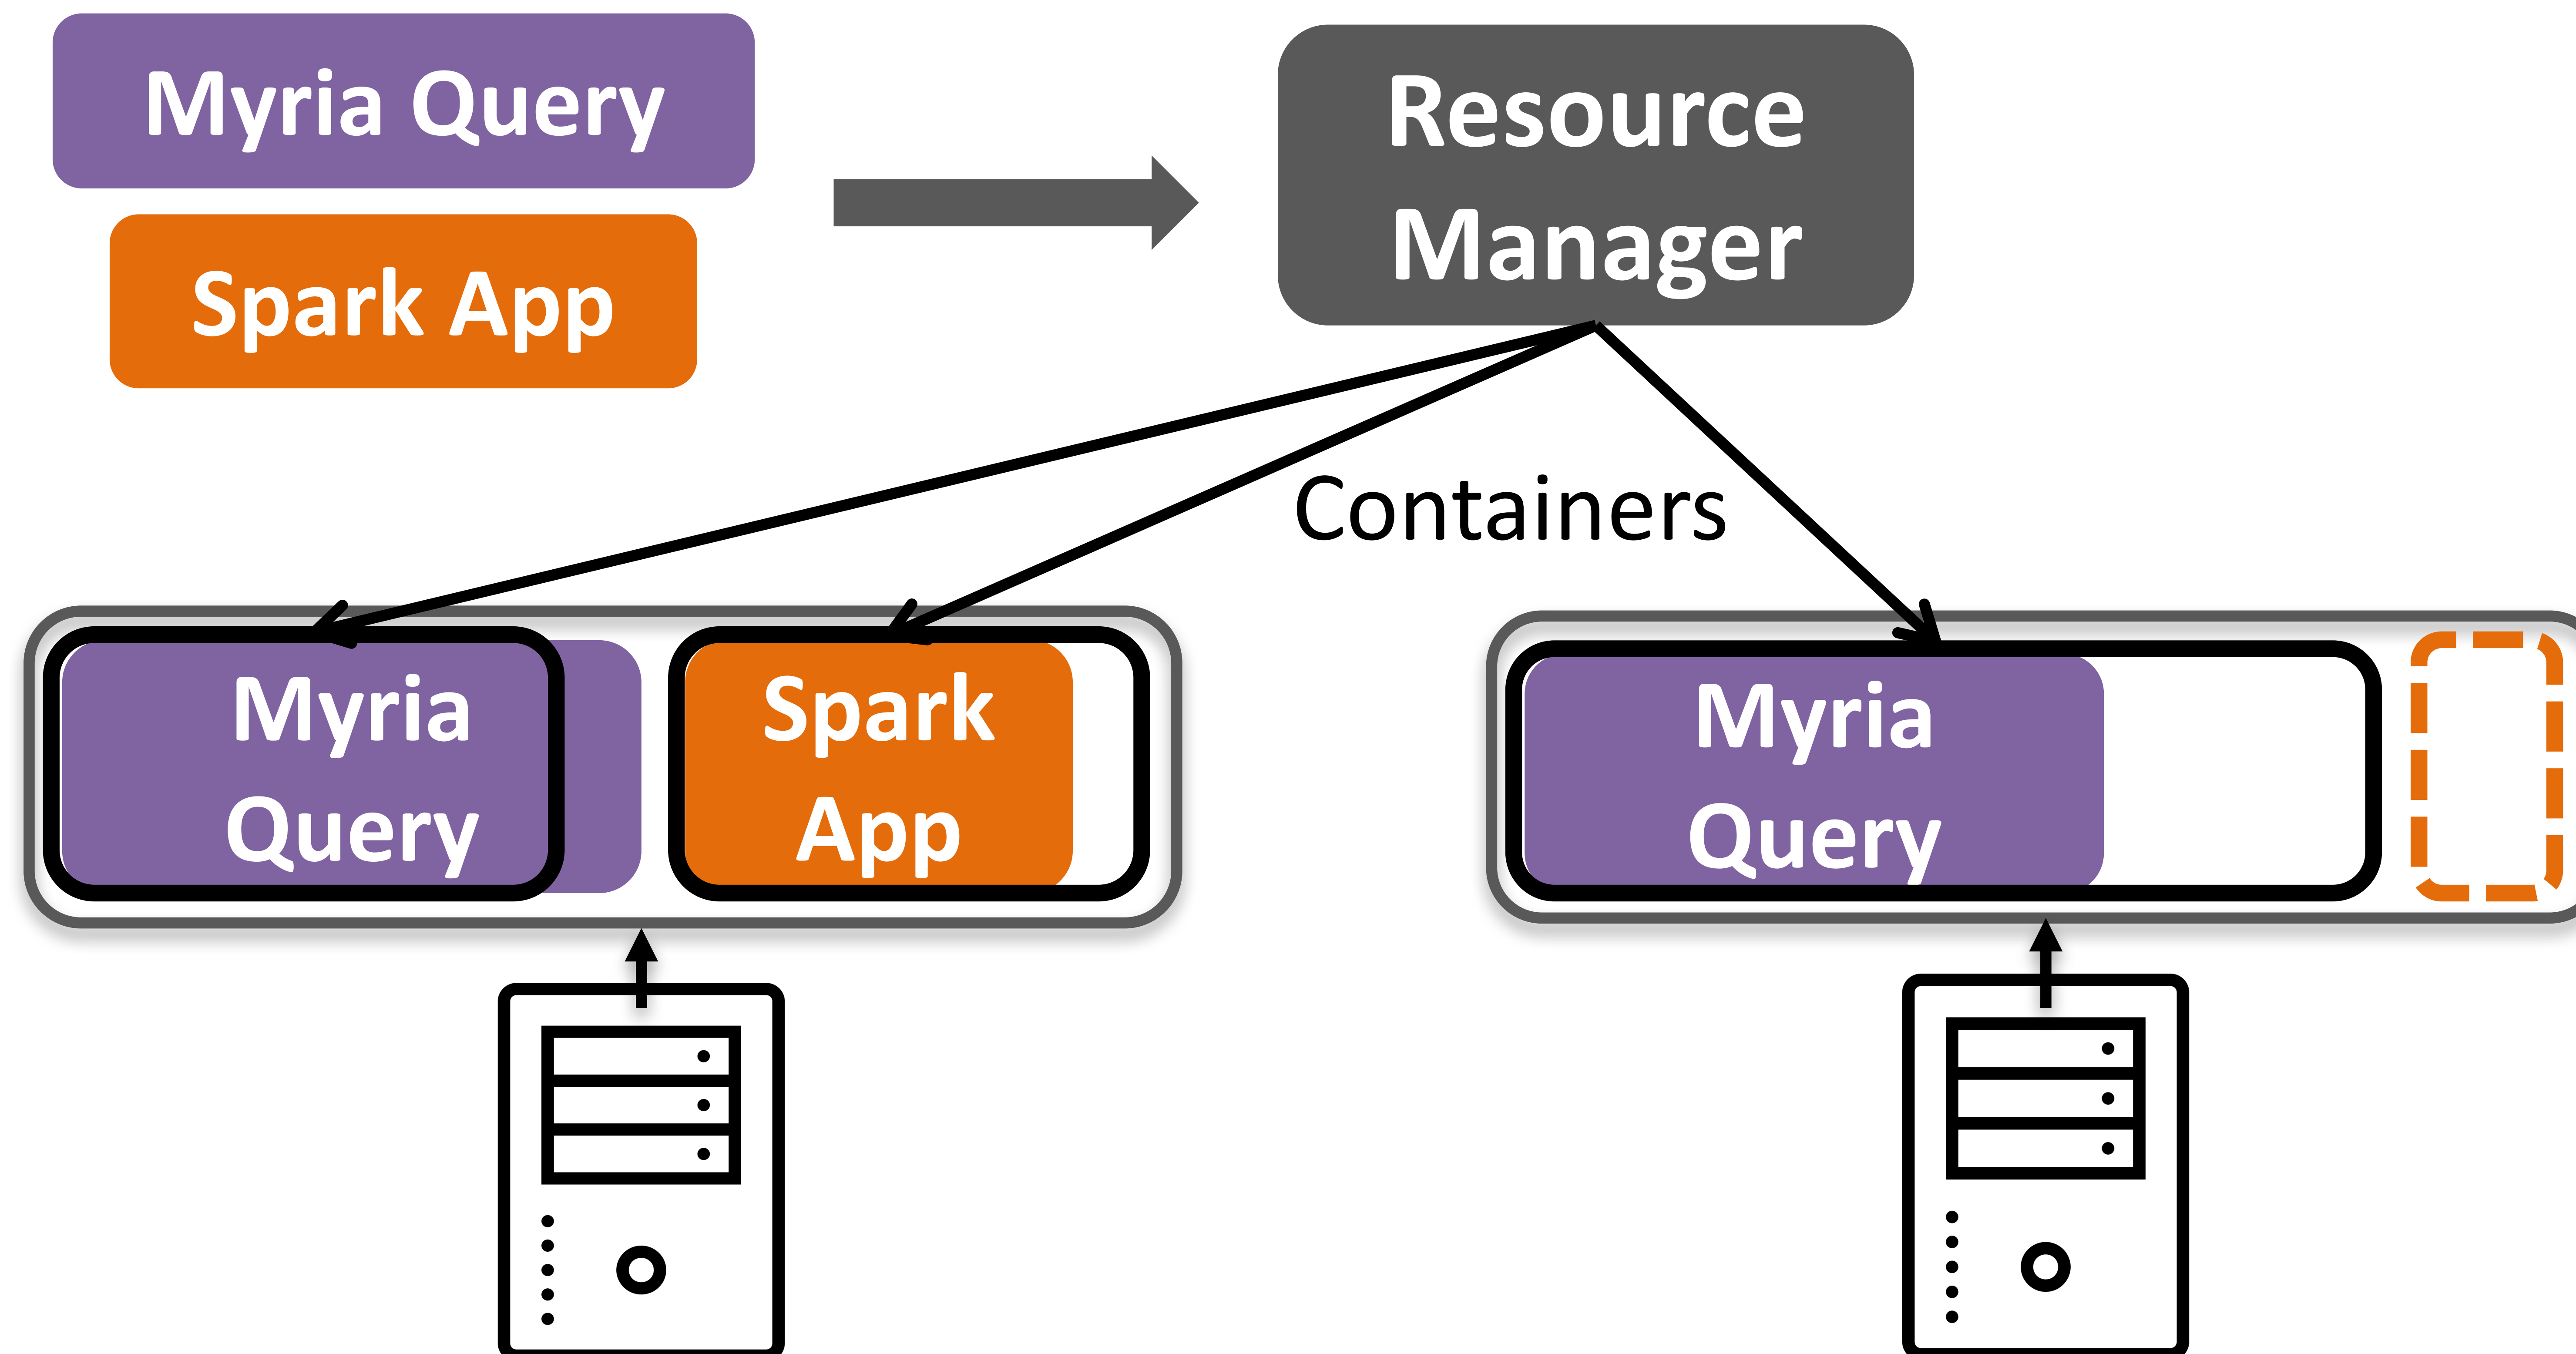 Myria Query
Spark App
Resource
Manager
Containers
Myria
Query
Spark
App
Myria
Query